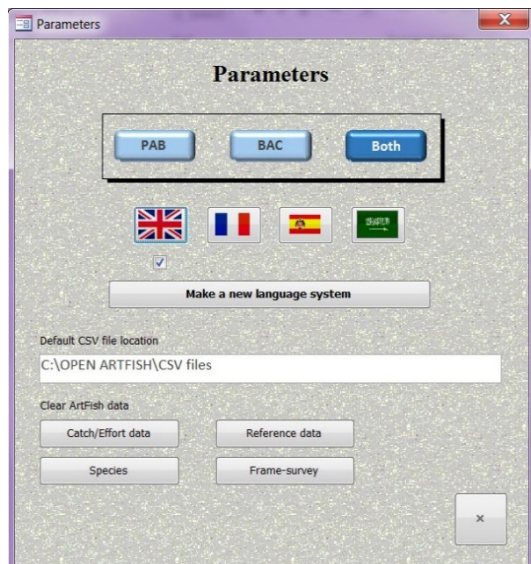 Parameters
Parameters
PAB BAC Both
Make a new language system
Default CSV file location
C:\OPEN ARTFISH\CSV files
Clear ArtFish data
Catch/Effort data Reference data
Species Frame-survey
×